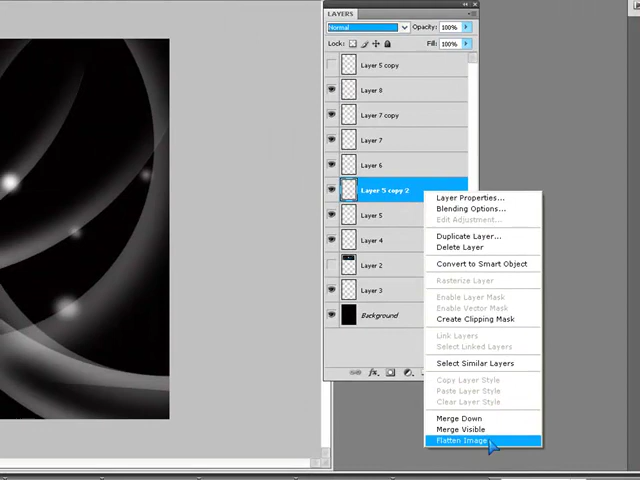 LAYERS
Normal
Opacity:
100%
Lock:
Fill:
100%
Layer 5 copy
Layer 8
Layer 7 copy
Layer 7
Layer 6
Layer 5 copy 2
Layer 5
Layer 4
Layer 2
Layer 3
Background
Layer Properties...
Blending Options...
Edit Adjustment...
Duplicate Layer...
Delete Layer
Convert to Smart Object
Rasterize Layer
Enable Layer Mask
Enable Vector Mask
Create Clipping Mask
Link Layers
Select Linked Layers
Select Similar Layers
Copy Layer Style
Paste Layer Style
Clear Layer Style
Merge Down
Merge Visible
Flatten Image